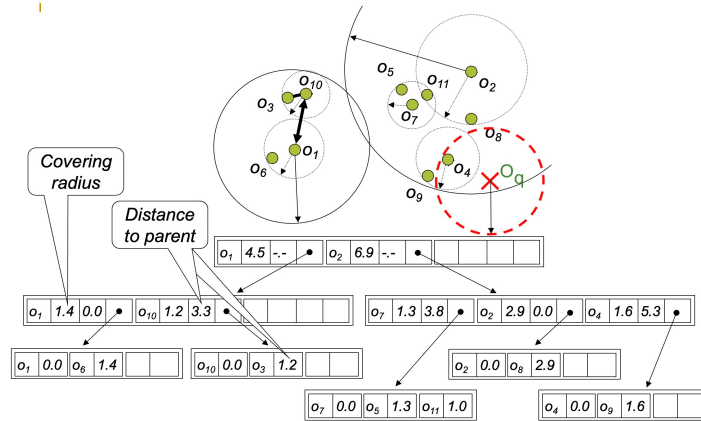 o10
o3
o1
o6
o5
o11
o7
o2
o8
o4
o9
Oq
Covering
radius
Distance
to parent
o1 4.5 -.- o2 6.9 -.-
o1 1.4 0.0 o10 1.2 3.3
o7 1.3 3.8 o2 2.9 0.0 o4 1.6 5.3
o1 0.0 o6 1.4
o10 0.0 o3 1.2
o2 0.0 o8 2.9
o7 0.0 o5 1.3 o11 1.0
o4 0.0 o9 1.6